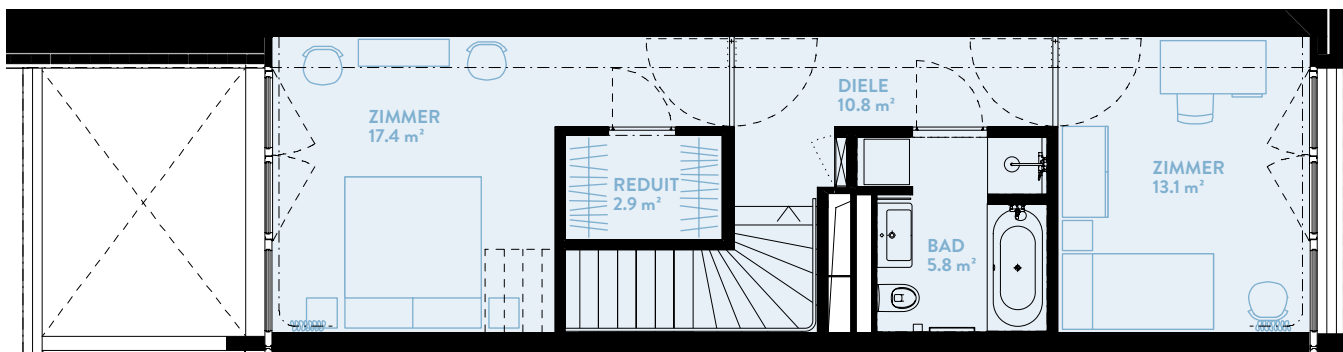 ZIMMER
17.4 m²
REDUIT
2.9 m²
DIELE
10.8 m²
BAD
5.8 m²
ZIMMER
13.1 m²